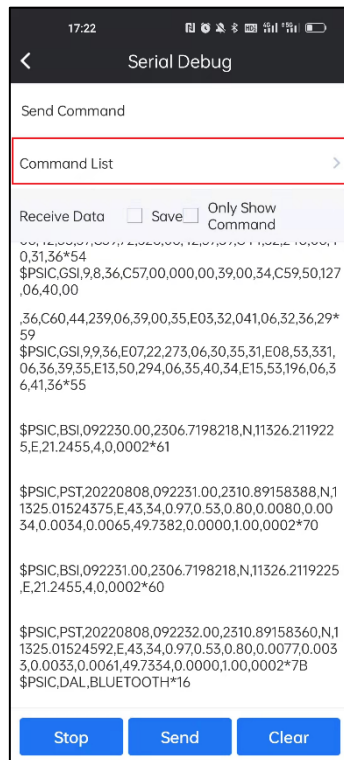 17:22
Serial Debug
Send Command
Command List
Receive Data Save Only Show
Command
0,31,36*54
$PSIC,GSI,9,8,36,C57,00,000,00,39,00,34,C59,50,127
,06,40,00
,36,C60,44,239,06,39,00,35,E03,32,041,06,32,36,29*
59
$PSIC,GSI,9,9,36,E07,22,273,06,30,35,31,E08,53,331,
06,36,39,35,E13,50,294,06,35,40,34,E15,53,196,06,3
6,41,36*55
$PSIC,BSI,092230.00,2306.7198218,N,11326.211922
5,E,21.2455,4,0,0002*61
$PSIC,PST,20220808,092231.00,2310.89158388,N,1
1325.01524375,E,43,34,0.97,0.53,0.80,0.0080,0.00
34,0.0034,0.0065,49.7382,0.0000,1.00,0002*70
$PSIC,BSI,092231.00,2306.7198218,N,11326.2119225
,E,21.2455,4,0,0002*60
$PSIC,PST,20220808,092232.00,2310.89158360,N,1
1325.01524592,E,43,34,0.97,0.53,0.80,0.0077,0.003
3,0.0033,0.0061,49.7334,0.0000,1.00,0002*7B
$PSIC,DAL,BLUETOOTH*16
Stop Send Clear